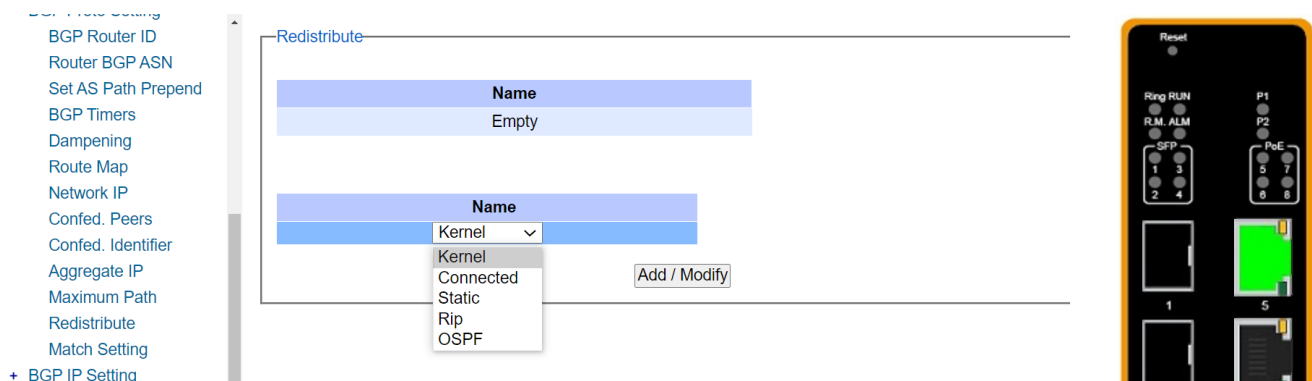 BGP Router ID
Router BGP ASN
Set AS Path Prepend
BGP Timers
Dampening
Route Map
Network IP
Confed. Peers
Confed. Identifier
Aggregate IP
Maximum Path
Redistribute
Match Setting
+ BGP IP Setting
Redistribute
Name
Empty
Name
Kernel
Kernel
Connected
Static
Rip
OSPF
Add / Modify
Reset
Ring RUN P1
R.M. ALM P2
SFP PoE
1 3 5 7
2 4 6 8
1 5